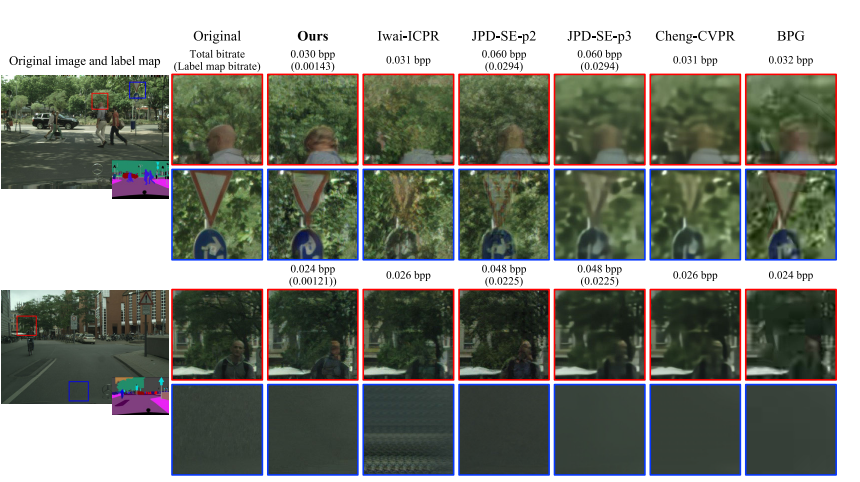 Original Ours Iwai-ICPR JPD-SE-p2 JPD-SE-p3 Cheng-CVPR BPG
Original image and label map
Total bitrate 0.030 bpp 0.031 bpp 0.060 bpp 0.060 bpp 0.031 bpp 0.032 bpp
(Label map bitrate) (0.00143) (0.0294) (0.0294)
0.024 bpp 0.026 bpp 0.048 bpp 0.048 bpp 0.026 bpp 0.024 bpp
(0.00121)) (0.0225) (0.0225)